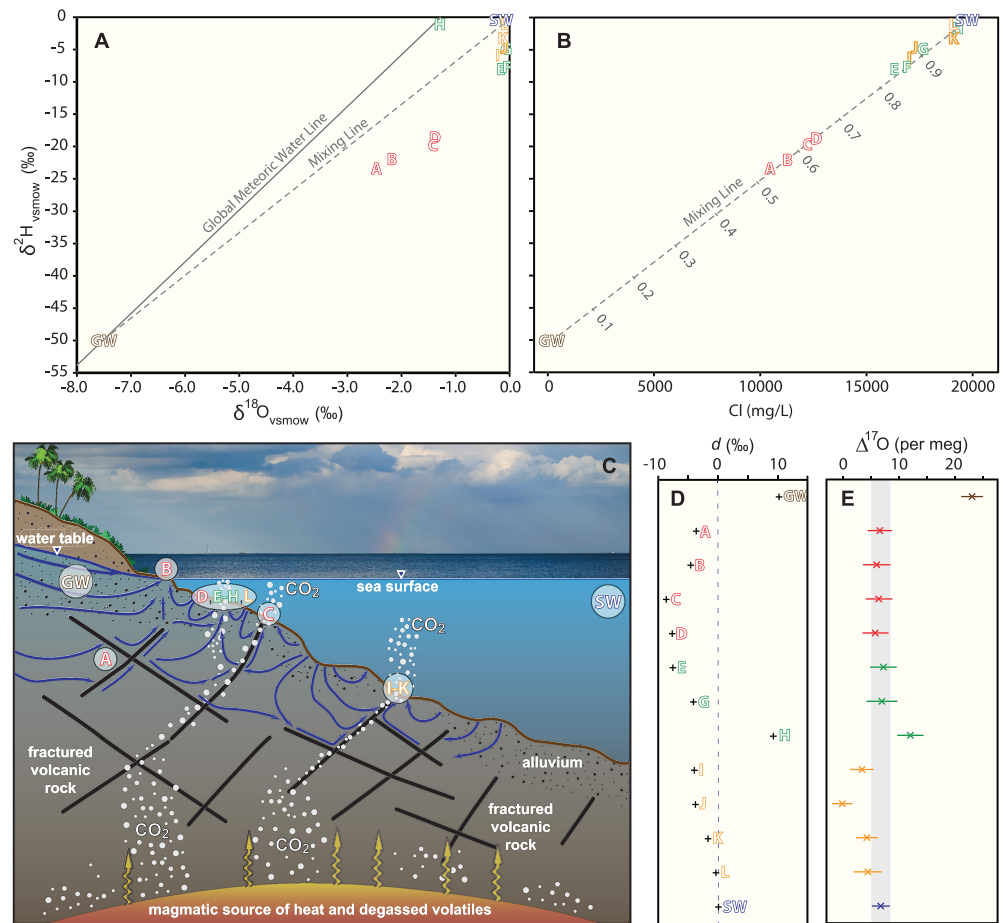 A
0
-5
-10
-15
-20
-25
-30
-35
-40
-45
-50
-55
δ²H vsmow (‰)
Global Meteoric Water Line
Mixing Line
H
SW
K
J
I
E
F
D
C
B
A
GW
-8.0 -7.0 -6.0 -5.0 -4.0 -3.0 -2.0 -1.0 0.0
δ¹⁸O vsmow (‰)
B
SW
L
H
K
J
G
I
F
E
D
C
B
A
GW
Mixing Line
0.9
0.8
0.7
0.6
0.5
0.4
0.3
0.2
0.1
0 5000 10000 15000 20000
Cl (mg/L)
C
water table
GW
B
D, E-H, L
C
CO₂
sea surface
SW
CO₂
A
I-K
fractured
volcanic
rock
alluvium
fractured
volcanic
rock
CO₂
CO₂
magmatic source of heat and degassed volatiles
d (‰)
-10 0 10
D
GW
A
B
C
D
E
G
H
I
J
K
L
SW
Δ¹⁷O (per meg)
0 10 20
E